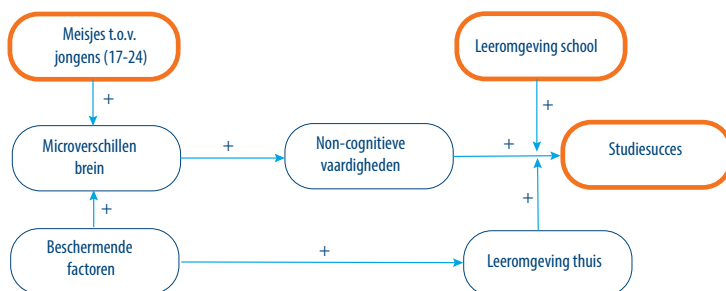 Meisjes t.o.v.
jongens (17-24)
Leeromgeving school
+
+
Microverschillen
brein
+
Non-cognitieve
vaardigheden
+
Studiesucces
+
+
Beschermende
factoren
+
Leeromgeving thuis